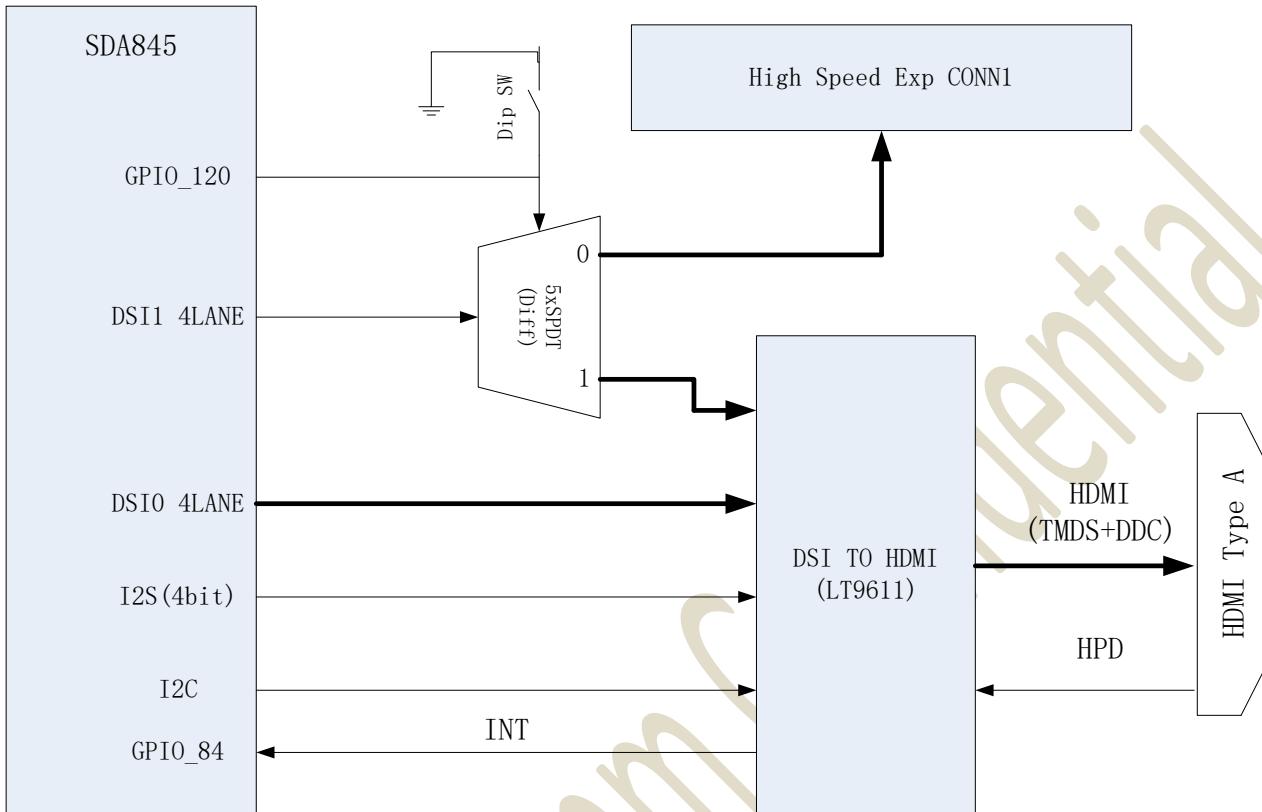 SDA845
High Speed Exp CONN1
Dip SW
GPIO_120
0
5xSPDT
(Diff)
DSI1 4LANE
1
DSI0 4LANE
HDMI
(TMDS+DDC)
HDMI Type A
DSI TO HDMI
(LT9611)
I2S(4bit)
HPD
I2C
INT
GPIO_84